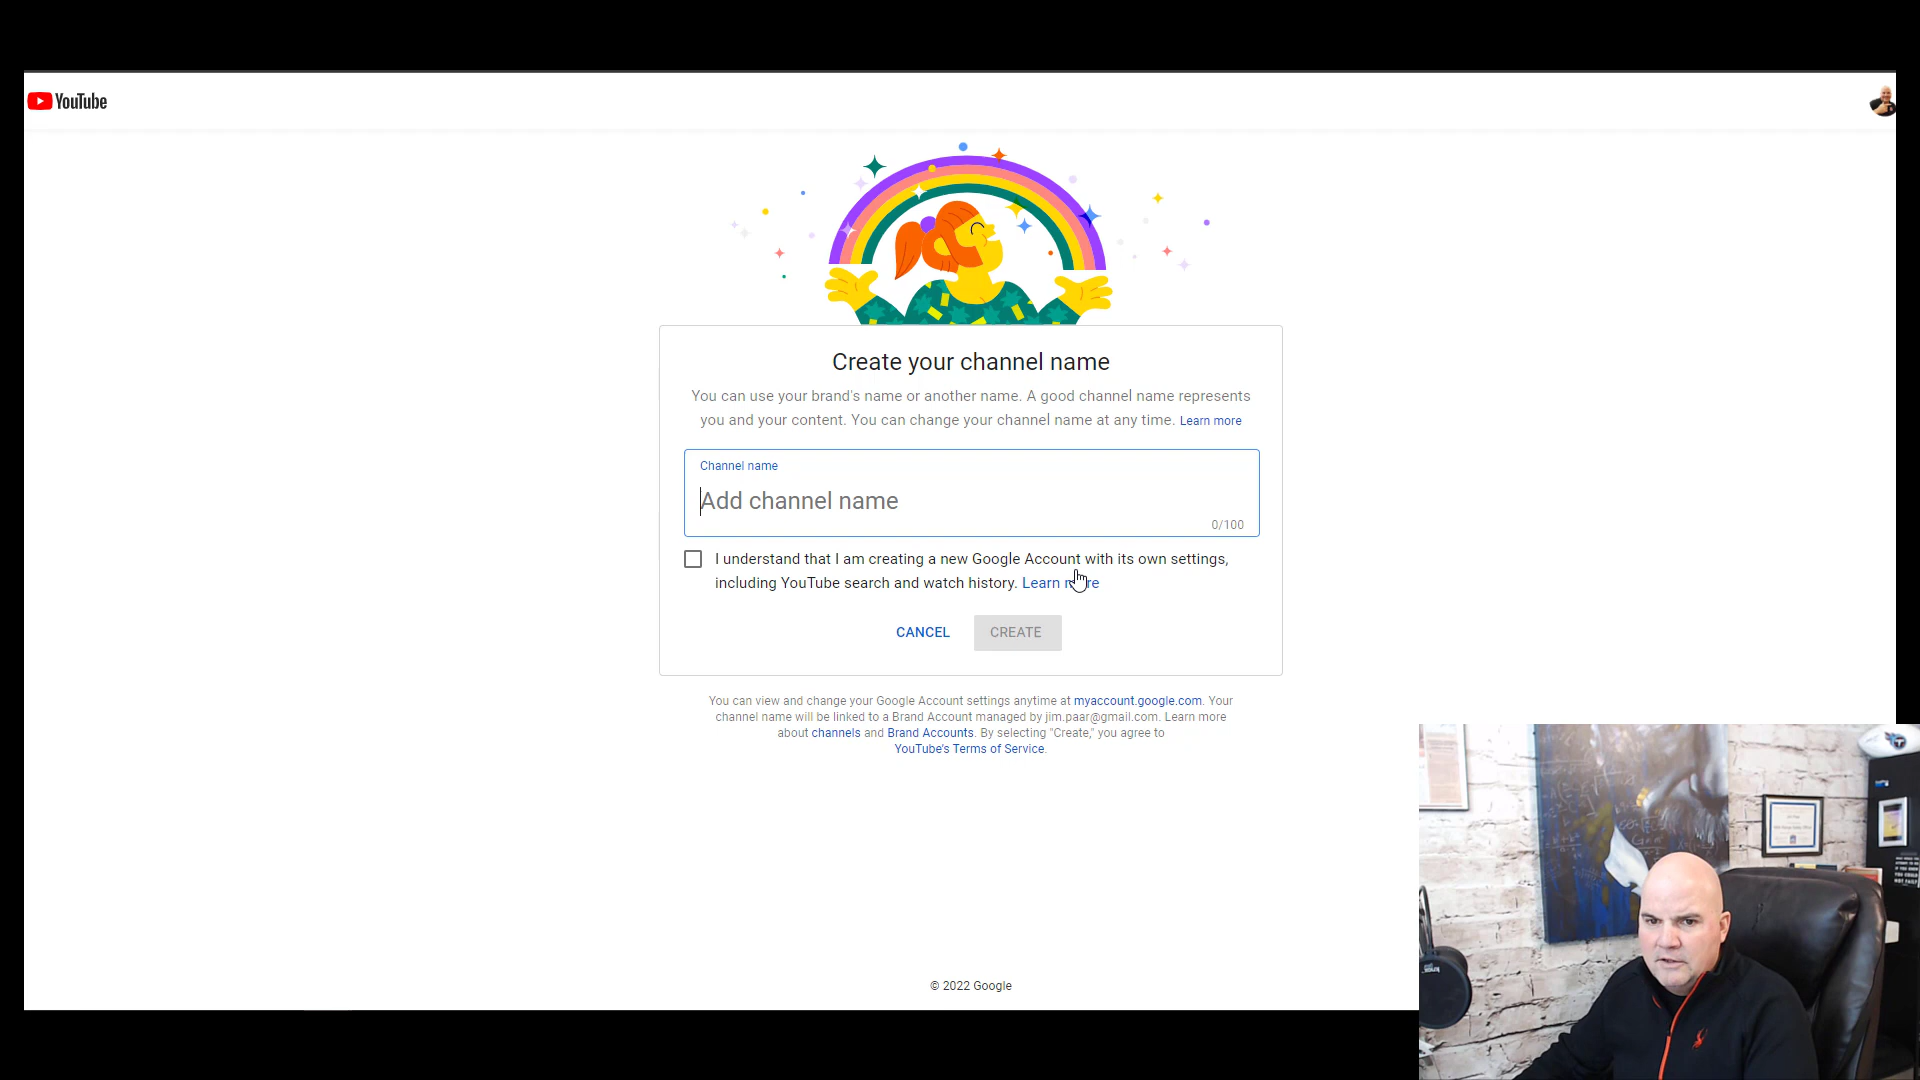 YouTube
Create your channel name
You can use your brand's name or another name. A good channel name represents
you and your content. You can change your channel name at any time. Learn more
Channel name
Add channel name
0/100
I understand that I am creating a new Google Account with its own settings,
including YouTube search and watch history. Learn more
CANCEL
CREATE
You can view and change your Google Account settings anytime at myaccount.google.com. Your
channel name will be linked to a Brand Account managed by jim.paar@gmail.com. Learn more
about channels and Brand Accounts. By selecting "Create," you agree to
YouTube's Terms of Service.
© 2022 Google